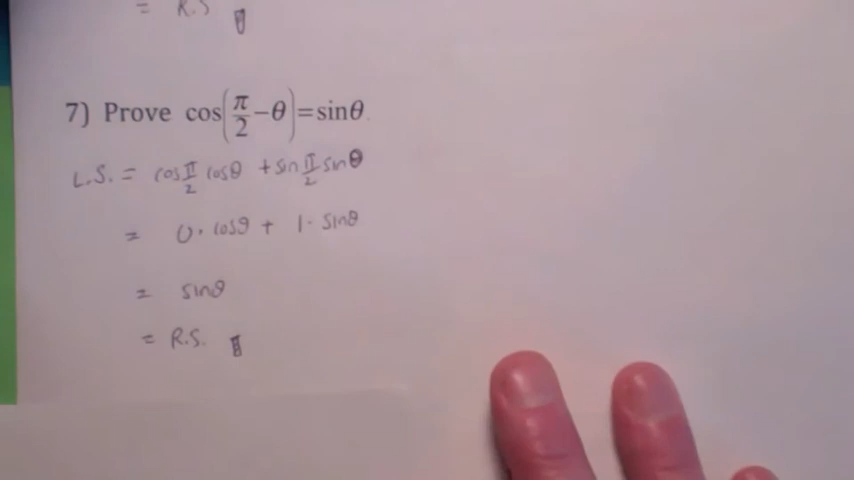 = R.S
7) Prove cos(π/2 − θ) = sinθ.
L.S. = cos π/2 cosθ + sin π/2 sinθ
= 0 · cosθ + 1 · sinθ
= sinθ
= R.S.